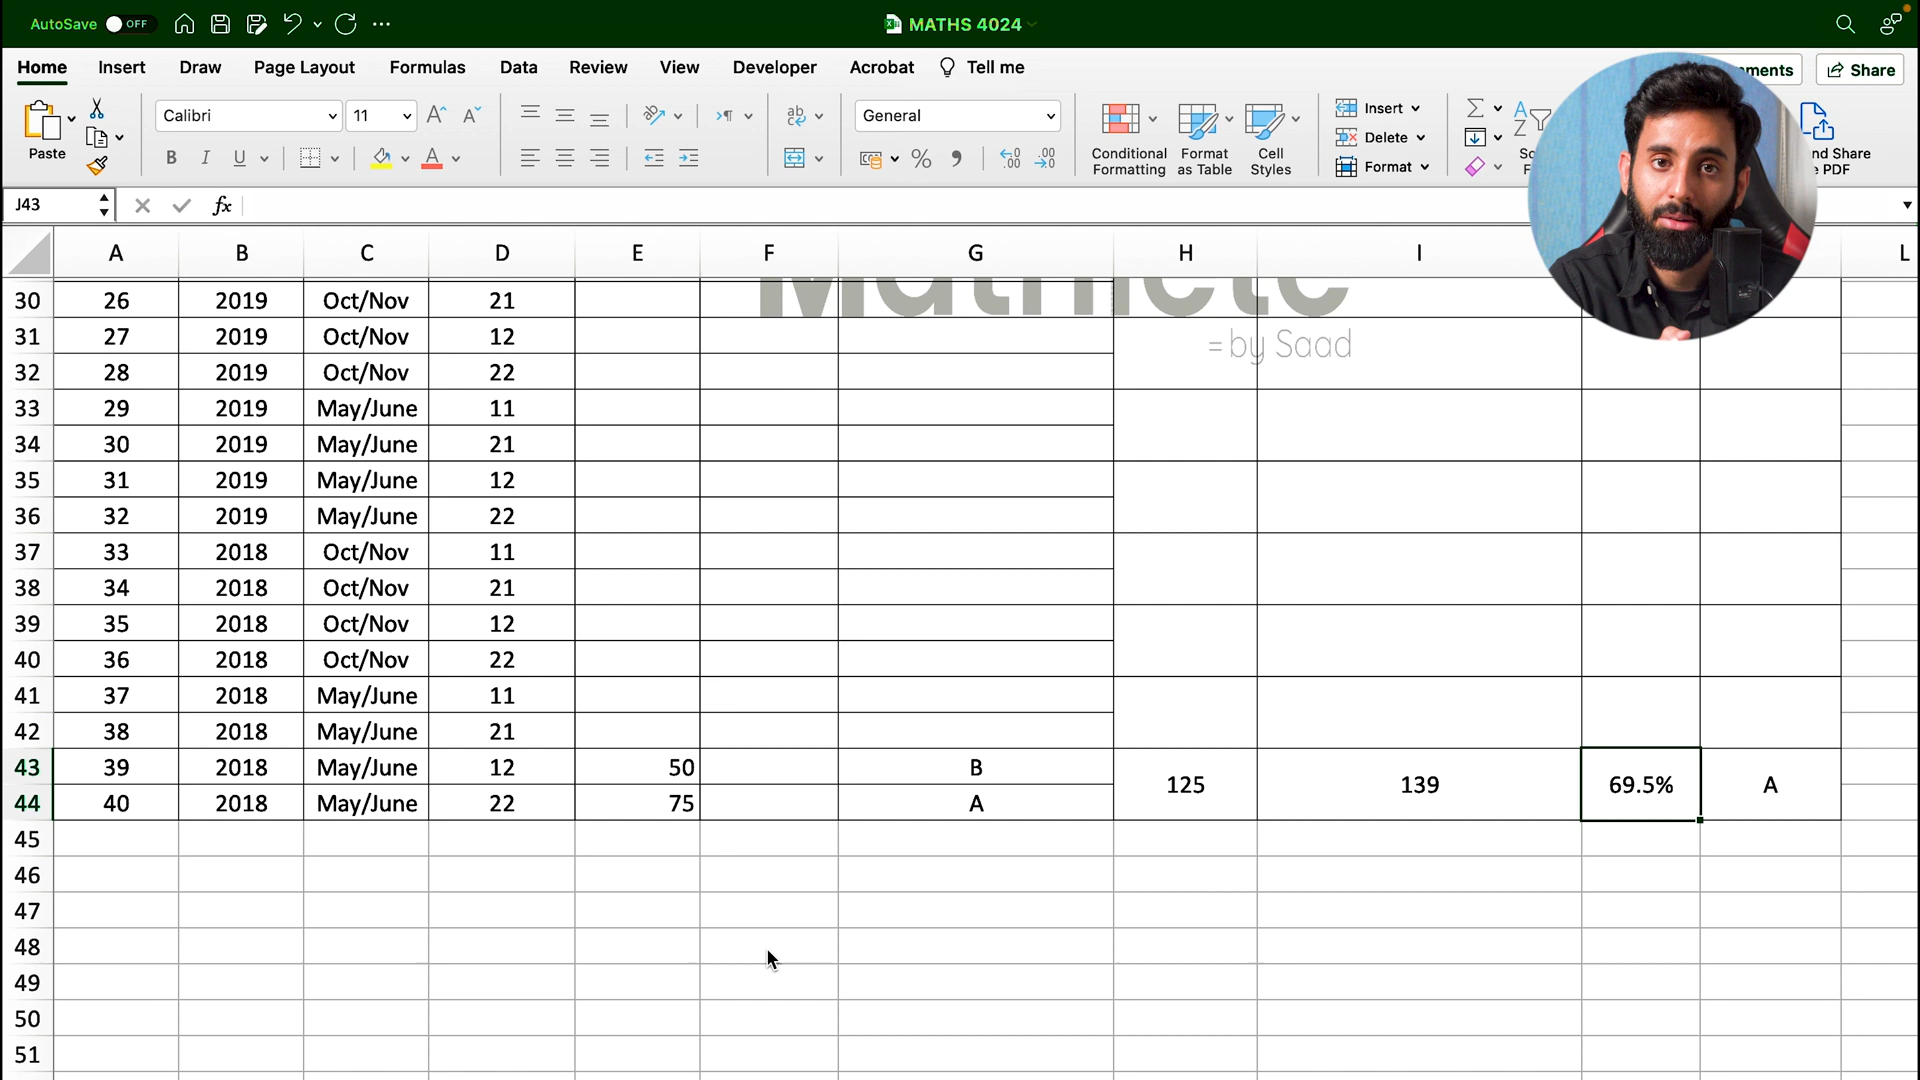 AutoSave OFF
MATHS 4024
Home Insert Draw Page Layout Formulas Data Review View Developer Acrobat Tell me
Share
Paste
Calibri 11
B I U
General
Conditional Formatting
Format as Table
Cell Styles
Insert
Delete
Format
J43 fx
A B C D E F G H I L
30 26 2019 Oct/Nov 21
31 27 2019 Oct/Nov 12
=by Saad
32 28 2019 Oct/Nov 22
33 29 2019 May/June 11
34 30 2019 May/June 21
35 31 2019 May/June 12
36 32 2019 May/June 22
37 33 2018 Oct/Nov 11
38 34 2018 Oct/Nov 21
39 35 2018 Oct/Nov 12
40 36 2018 Oct/Nov 22
41 37 2018 May/June 11
42 38 2018 May/June 21
43 39 2018 May/June 12 50 B
125 139 69.5% A
44 40 2018 May/June 22 75 A
45
46
47
48
49
50
51